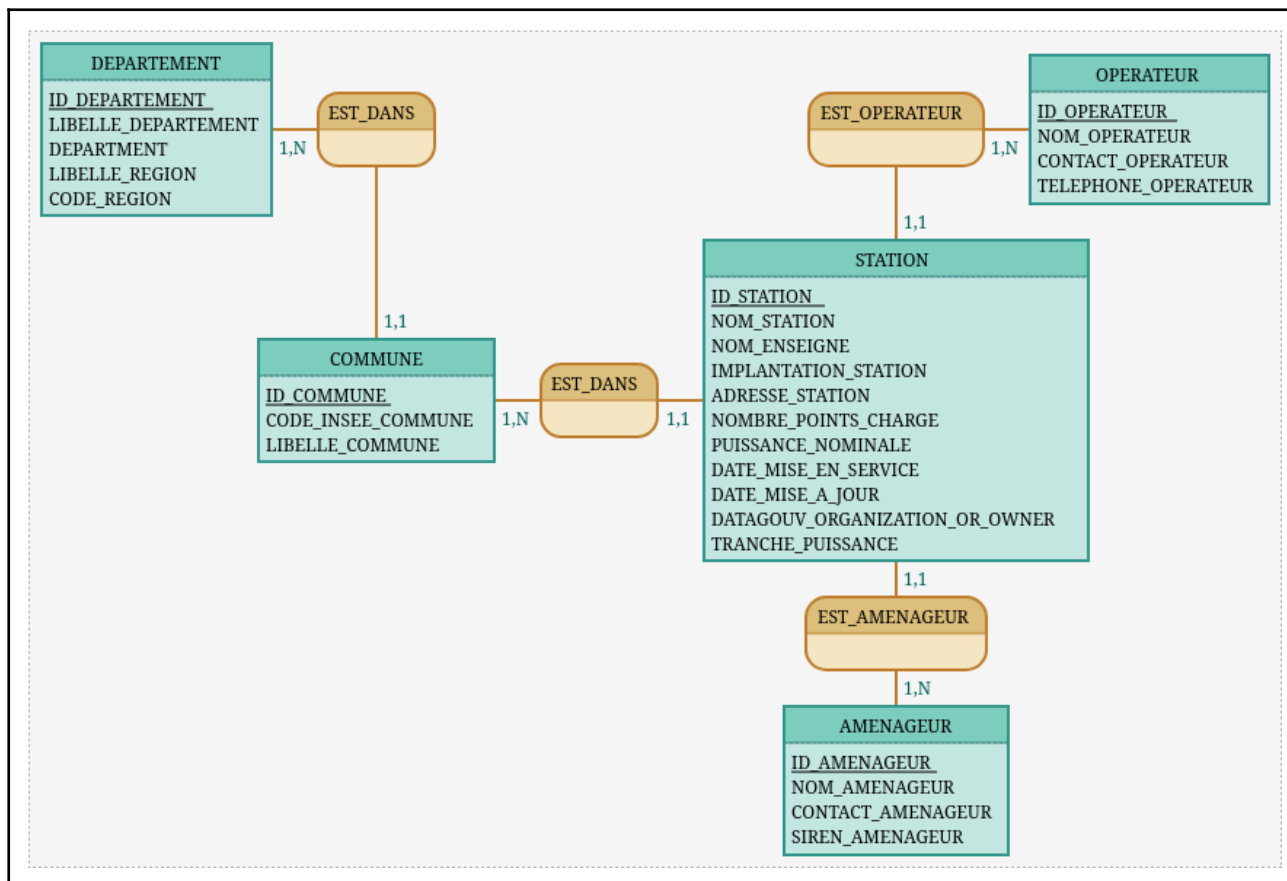 DEPARTEMENT
ID_DEPARTEMENT
LIBELLE_DEPARTEMENT
DEPARTMENT
LIBELLE_REGION
CODE_REGION
1,N
EST_DANS
1,1
EST_OPERATEUR
1,N
1,1
OPERATEUR
ID_OPERATEUR
NOM_OPERATEUR
CONTACT_OPERATEUR
TELEPHONE_OPERATEUR
COMMUNE
ID_COMMUNE
CODE_INSEE_COMMUNE
LIBELLE_COMMUNE
1,N
EST_DANS
1,1
STATION
ID_STATION
NOM_STATION
NOM_ENSEIGNE
IMPLANTATION_STATION
ADRESSE_STATION
NOMBRE_POINTS_CHARGE
PUISSANCE_NOMINALE
DATE_MISE_EN_SERVICE
DATE_MISE_A_JOUR
DATAGOUV_ORGANIZATION_OR_OWNER
TRANCHE_PUISSANCE
1,1
EST_AMENAGEUR
1,N
AMENAGEUR
ID_AMENAGEUR
NOM_AMENAGEUR
CONTACT_AMENAGEUR
SIREN_AMENAGEUR